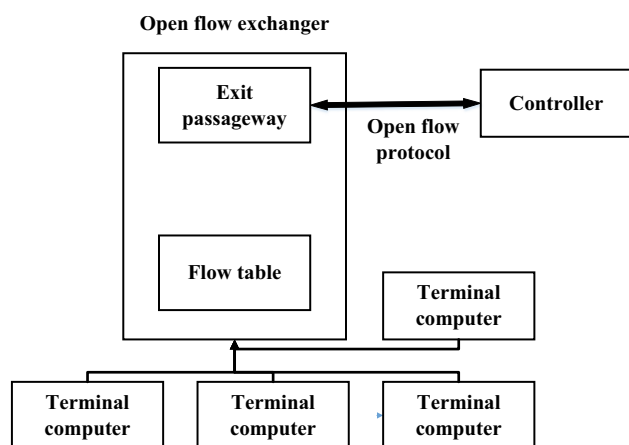 Open flow exchanger
Exit
passageway
Controller
Open flow
protocol
Flow table
Terminal
computer
Terminal
computer
Terminal
computer
Terminal
computer